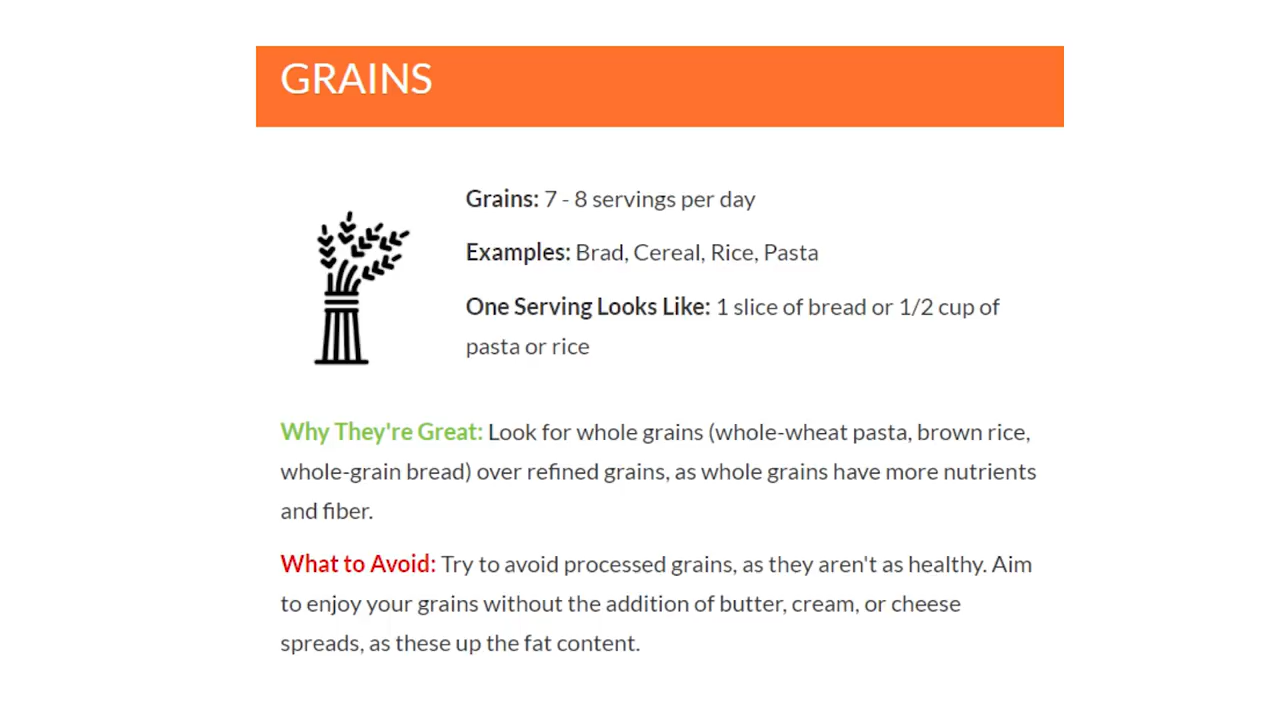 GRAINS
Grains: 7 - 8 servings per day
Examples: Brad, Cereal, Rice, Pasta
One Serving Looks Like: 1 slice of bread or 1/2 cup of
pasta or rice
Why They're Great: Look for whole grains (whole-wheat pasta, brown rice,
whole-grain bread) over refined grains, as whole grains have more nutrients
and fiber.
What to Avoid: Try to avoid processed grains, as they aren't as healthy. Aim
to enjoy your grains without the addition of butter, cream, or cheese
spreads, as these up the fat content.